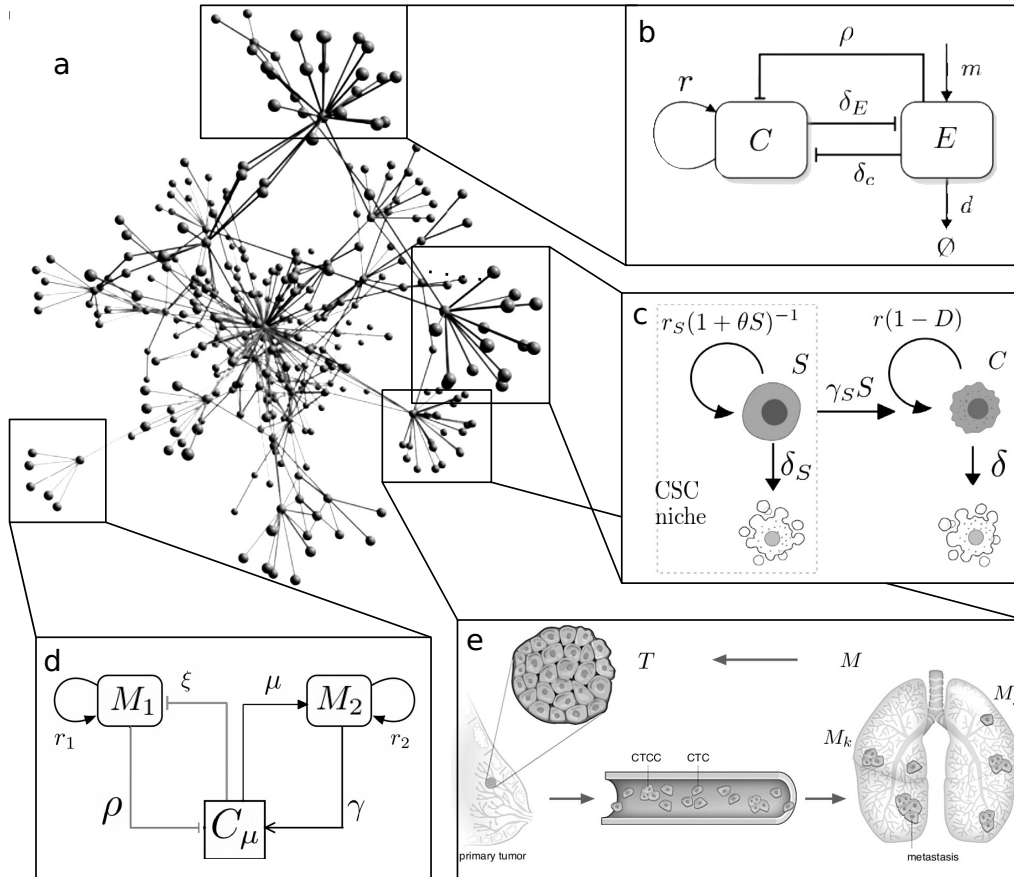 a
b
ρ
m
r
δ_E
C
E
δ_c
d
Ø
c
r_S(1 + θS)^{-1}
r(1 − D)
S
C
γ_S S
δ_S
δ
CSC
niche
d
ξ
μ
M_1
M_2
r_1
r_2
ρ
C_μ
γ
e
T
M
M_k
CTCC
CTC
primary tumor
metastasis